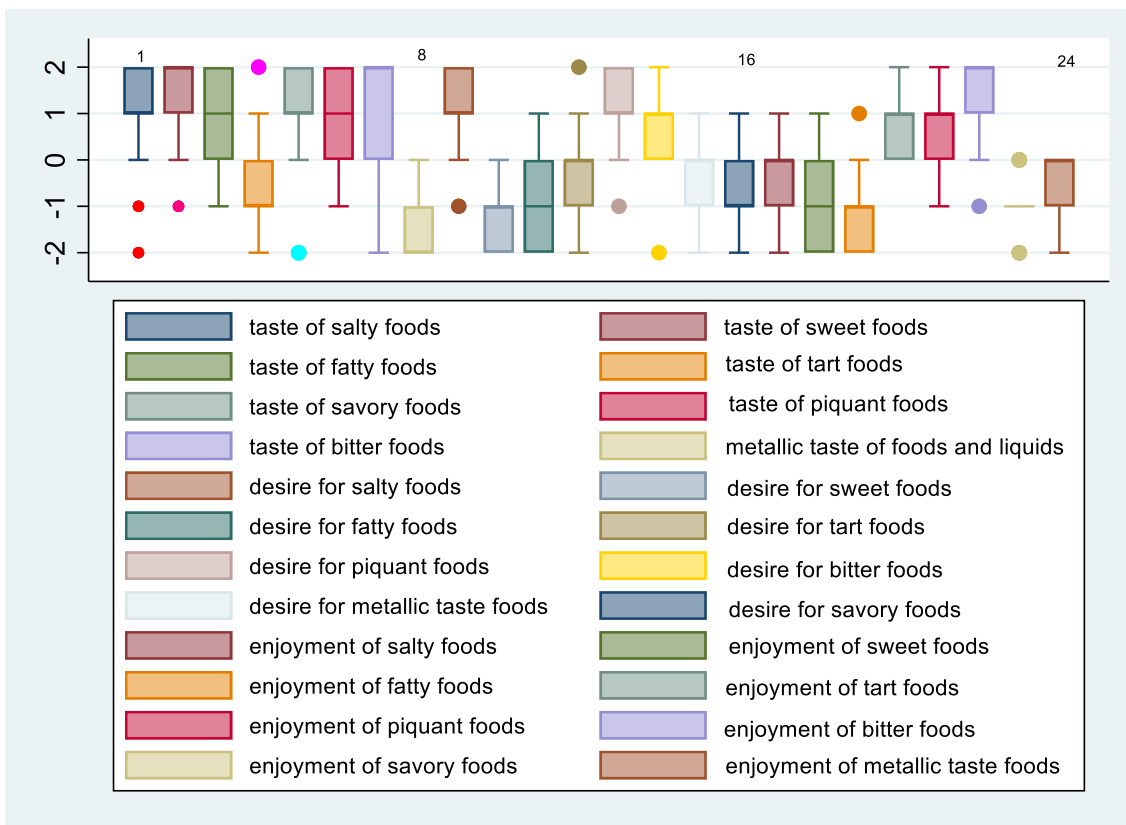 1
8
16
24
2
1
0
-1
-2
taste of salty foods
taste of sweet foods
taste of fatty foods
taste of tart foods
taste of savory foods
taste of piquant foods
taste of bitter foods
metallic taste of foods and liquids
desire for salty foods
desire for sweet foods
desire for fatty foods
desire for tart foods
desire for piquant foods
desire for bitter foods
desire for metallic taste foods
desire for savory foods
enjoyment of salty foods
enjoyment of sweet foods
enjoyment of fatty foods
enjoyment of tart foods
enjoyment of piquant foods
enjoyment of bitter foods
enjoyment of savory foods
enjoyment of metallic taste foods